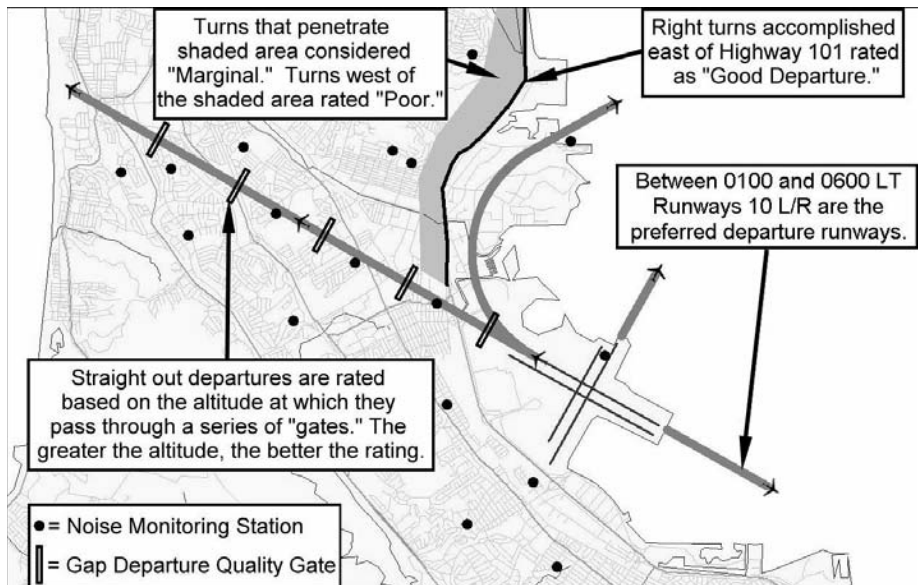 Turns that penetrate
shaded area considered
"Marginal." Turns west of
the shaded area rated "Poor."
Right turns accomplished
east of Highway 101 rated
as "Good Departure."
Between 0100 and 0600 LT
Runways 10 L/R are the
preferred departure runways.
Straight out departures are rated
based on the altitude at which they
pass through a series of "gates." The
greater the altitude, the better the rating.
= Noise Monitoring Station
= Gap Departure Quality Gate